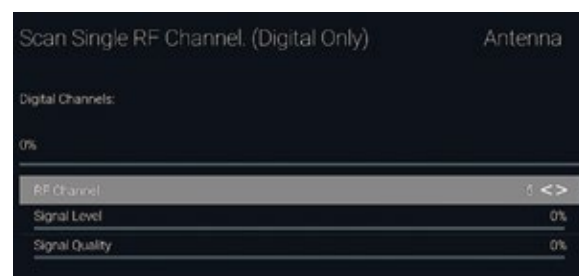 Scan Single RF Channel. (Digital Only) Antenna
Digital Channels:
0%
RF Channel <>
Signal Level 0%
Signal Quality 0%